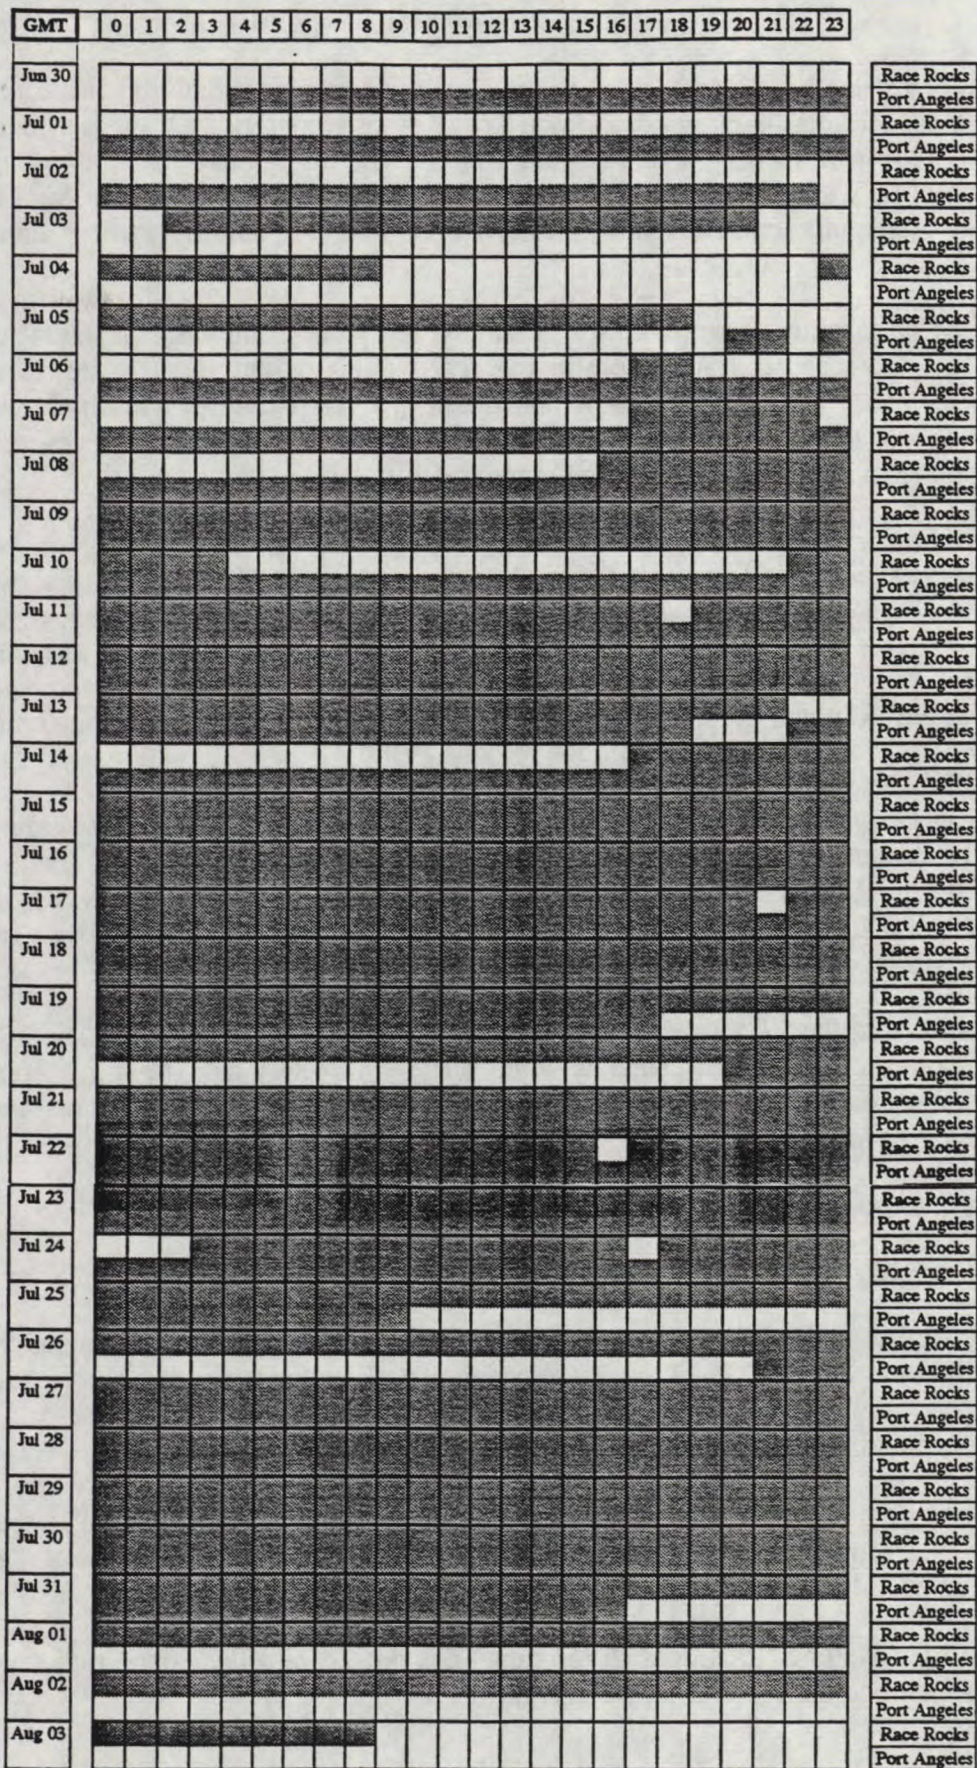 GMT 0 1 2 3 4 5 6 7 8 9 10 11 12 13 14 15 16 17 18 19 20 21 22 23
Jun 30 Race Rocks
Port Angeles
Jul 01 Race Rocks
Port Angeles
Jul 02 Race Rocks
Port Angeles
Jul 03 Race Rocks
Port Angeles
Jul 04 Race Rocks
Port Angeles
Jul 05 Race Rocks
Port Angeles
Jul 06 Race Rocks
Port Angeles
Jul 07 Race Rocks
Port Angeles
Jul 08 Race Rocks
Port Angeles
Jul 09 Race Rocks
Port Angeles
Jul 10 Race Rocks
Port Angeles
Jul 11 Race Rocks
Port Angeles
Jul 12 Race Rocks
Port Angeles
Jul 13 Race Rocks
Port Angeles
Jul 14 Race Rocks
Port Angeles
Jul 15 Race Rocks
Port Angeles
Jul 16 Race Rocks
Port Angeles
Jul 17 Race Rocks
Port Angeles
Jul 18 Race Rocks
Port Angeles
Jul 19 Race Rocks
Port Angeles
Jul 20 Race Rocks
Port Angeles
Jul 21 Race Rocks
Port Angeles
Jul 22 Race Rocks
Port Angeles
Jul 23 Race Rocks
Port Angeles
Jul 24 Race Rocks
Port Angeles
Jul 25 Race Rocks
Port Angeles
Jul 26 Race Rocks
Port Angeles
Jul 27 Race Rocks
Port Angeles
Jul 28 Race Rocks
Port Angeles
Jul 29 Race Rocks
Port Angeles
Jul 30 Race Rocks
Port Angeles
Jul 31 Race Rocks
Port Angeles
Aug 01 Race Rocks
Port Angeles
Aug 02 Race Rocks
Port Angeles
Aug 03 Race Rocks
Port Angeles